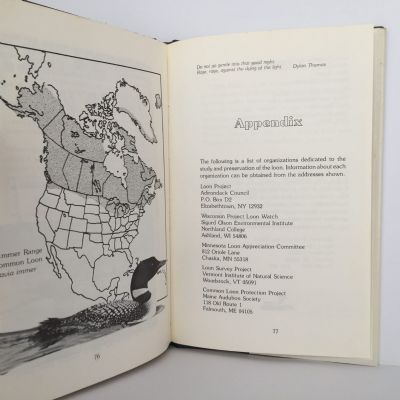 ummer Range
ommon Loon
avia immer
76
Do not go gentle into that good night.
Rage, rage, against the dying of the light.    Dylan Thomas
Appendix
The following is a list of organizations dedicated to the
study and preservation of the loon. Information about each
organization can be obtained from the addresses shown.
Loon Project
Adirondack Council
P.O. Box D2
Elizabethtown, NY 12932
Wisconsin Project Loon Watch
Sigurd Olson Environmental Institute
Northland College
Ashland, WI 54806
Minnesota Loon Appreciation Committee
812 Oriole Lane
Chaska, MN 55318
Loon Survey Project
Vermont Institute of Natural Science
Woodstock, VT 05091
Common Loon Protection Project
Maine Audubon Society
118 Old Route 1
Falmouth, ME 04105
77